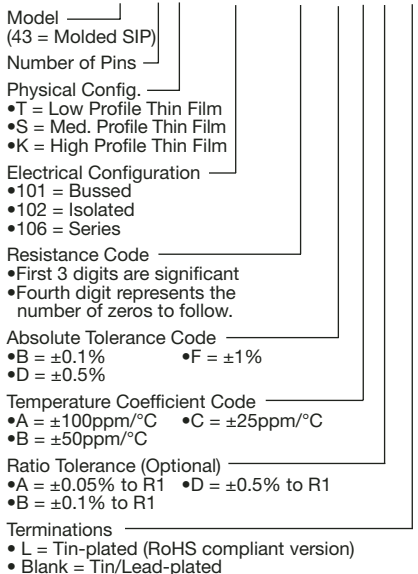 Model
(43 = Molded SIP)
Number of Pins
Physical Config.
•T = Low Profile Thin Film
•S = Med. Profile Thin Film
•K = High Profile Thin Film
Electrical Configuration
•101 = Bussed
•102 = Isolated
•106 = Series
Resistance Code
•First 3 digits are significant
•Fourth digit represents the
number of zeros to follow.
Absolute Tolerance Code
•B = ±0.1% •F = ±1%
•D = ±0.5%
Temperature Coefficient Code
•A = ±100ppm/°C •C = ±25ppm/°C
•B = ±50ppm/°C
Ratio Tolerance (Optional)
•A = ±0.05% to R1 •D = ±0.5% to R1
•B = ±0.1% to R1
Terminations
• L = Tin-plated (RoHS compliant version)
• Blank = Tin/Lead-plated